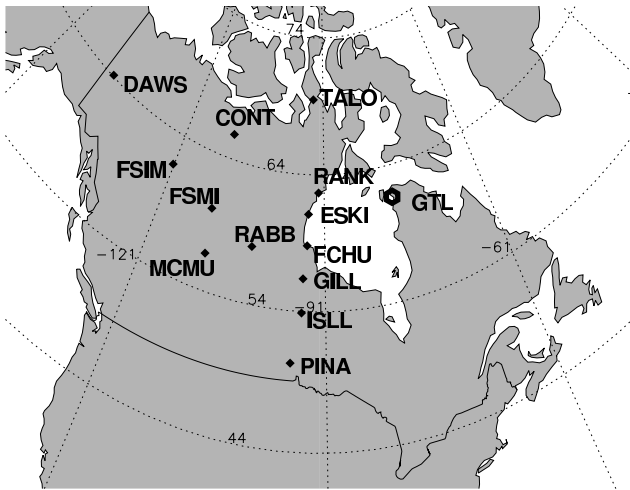 74
DAWS
TALO
CONT
64
FSIM
RANK
FSMI
GTL
ESKI
RABB
-61
-121
FCHU
MCMU
GILL
54
-91
ISLL
PINA
44